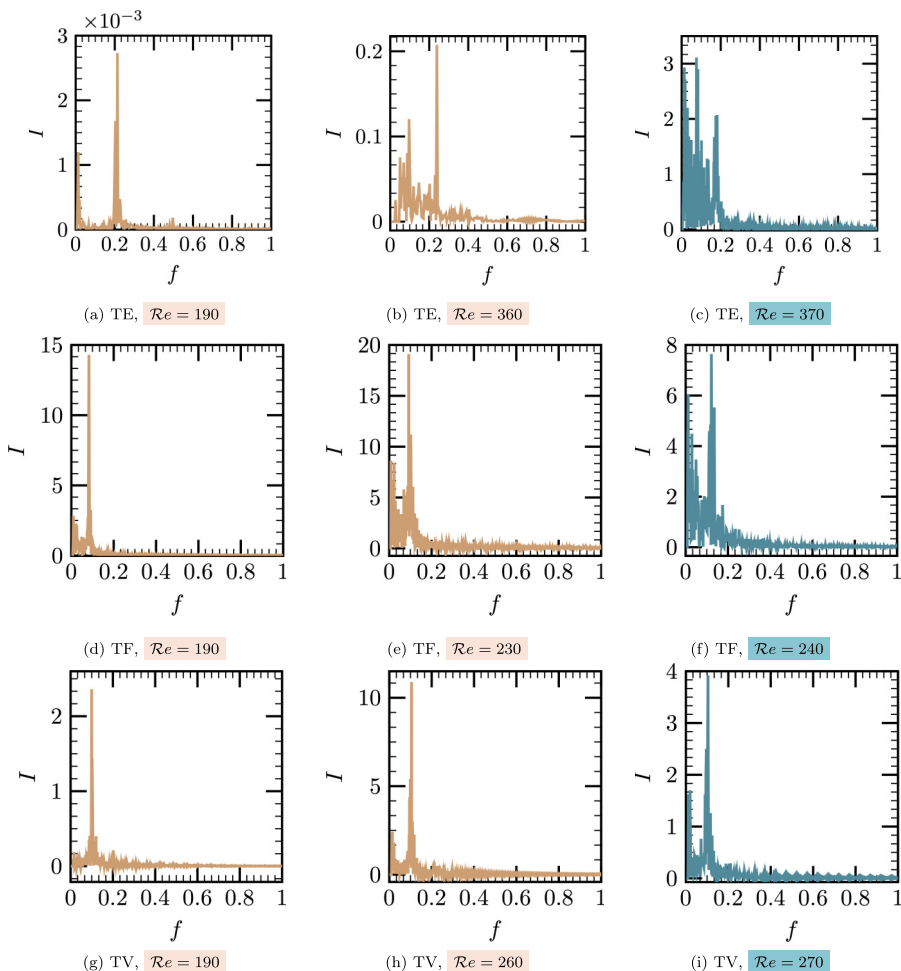 ×10⁻³
3
2
1
0
I
0 0.2 0.4 0.6 0.8 1
f
(a) TE, Re = 190
0.2
0.1
0
I
0 0.2 0.4 0.6 0.8 1
f
(b) TE, Re = 360
3
2
1
0
I
0 0.2 0.4 0.6 0.8 1
f
(c) TE, Re = 370
15
10
5
0
I
0 0.2 0.4 0.6 0.8 1
f
(d) TF, Re = 190
20
15
10
5
0
I
0 0.2 0.4 0.6 0.8 1
f
(e) TF, Re = 230
8
6
4
2
0
I
0 0.2 0.4 0.6 0.8 1
f
(f) TF, Re = 240
2
1
0
I
0 0.2 0.4 0.6 0.8 1
f
(g) TV, Re = 190
10
5
0
I
0 0.2 0.4 0.6 0.8 1
f
(h) TV, Re = 260
4
3
2
1
0
I
0 0.2 0.4 0.6 0.8 1
f
(i) TV, Re = 270